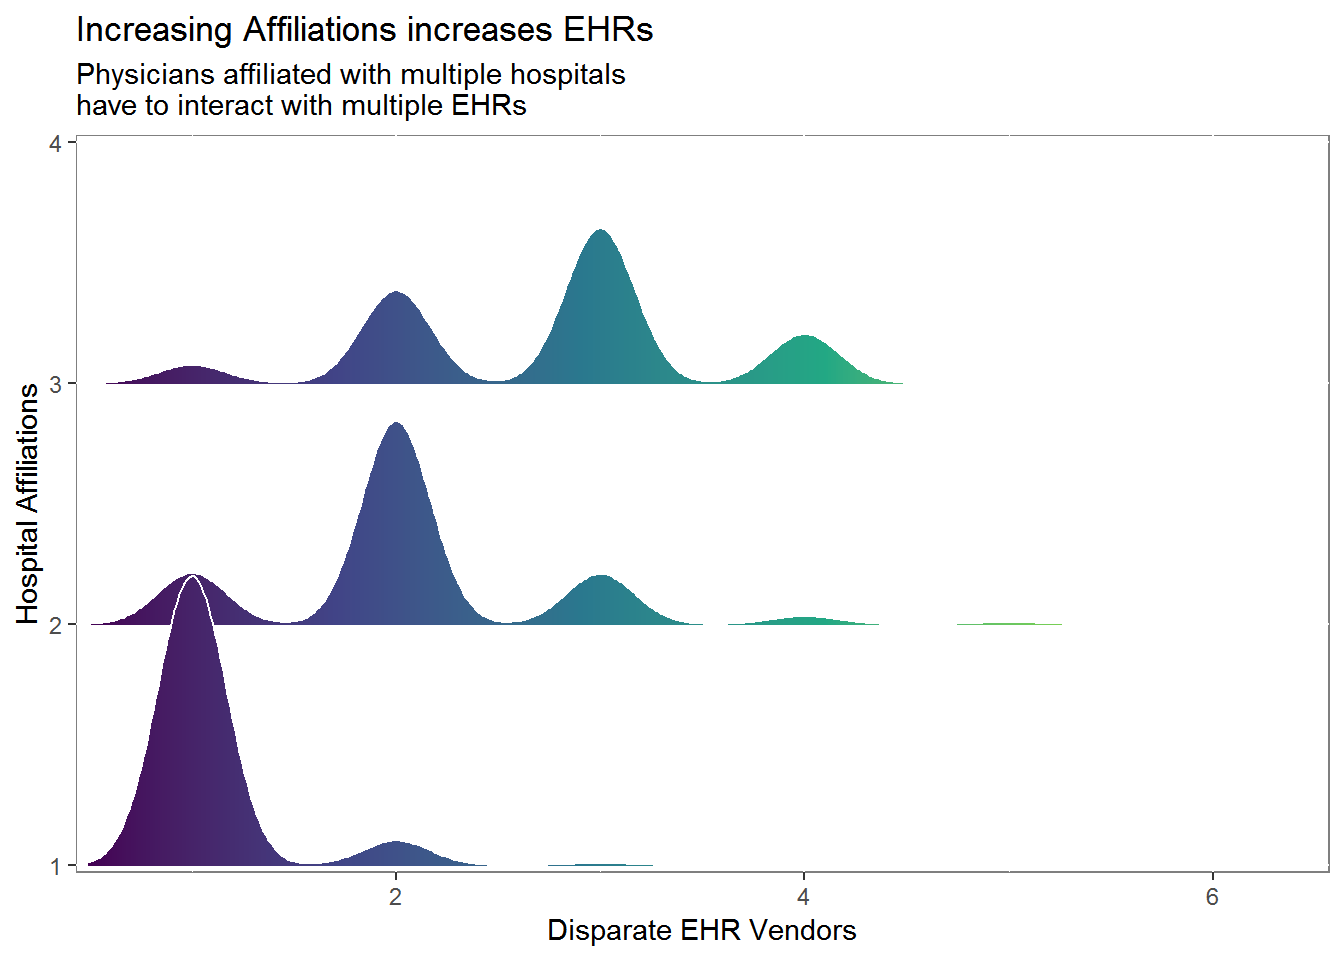 Increasing Affiliations increases EHRs
Physicians affiliated with multiple hospitals
have to interact with multiple EHRs
4
3
2
1
Hospital Affiliations
2
4
6
Disparate EHR Vendors